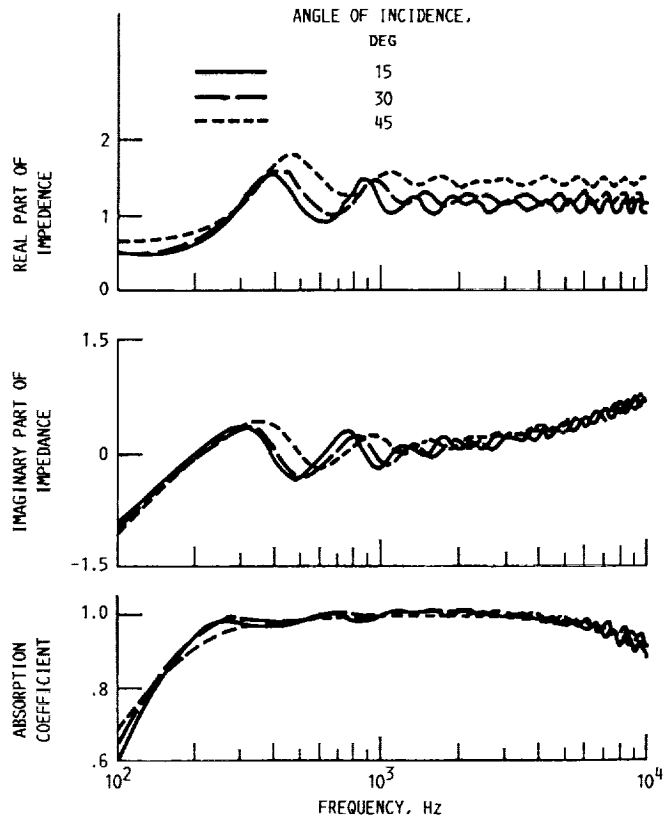 ANGLE OF INCIDENCE,
DEG
15
30
45
REAL PART OF
IMPEDENCE
2
1
0
IMAGINARY PART OF
IMPEDANCE
1.5
0
-1.5
ABSORPTION
COEFFICIENT
1.0
.8
.6
10²
10³
10⁴
FREQUENCY, Hz